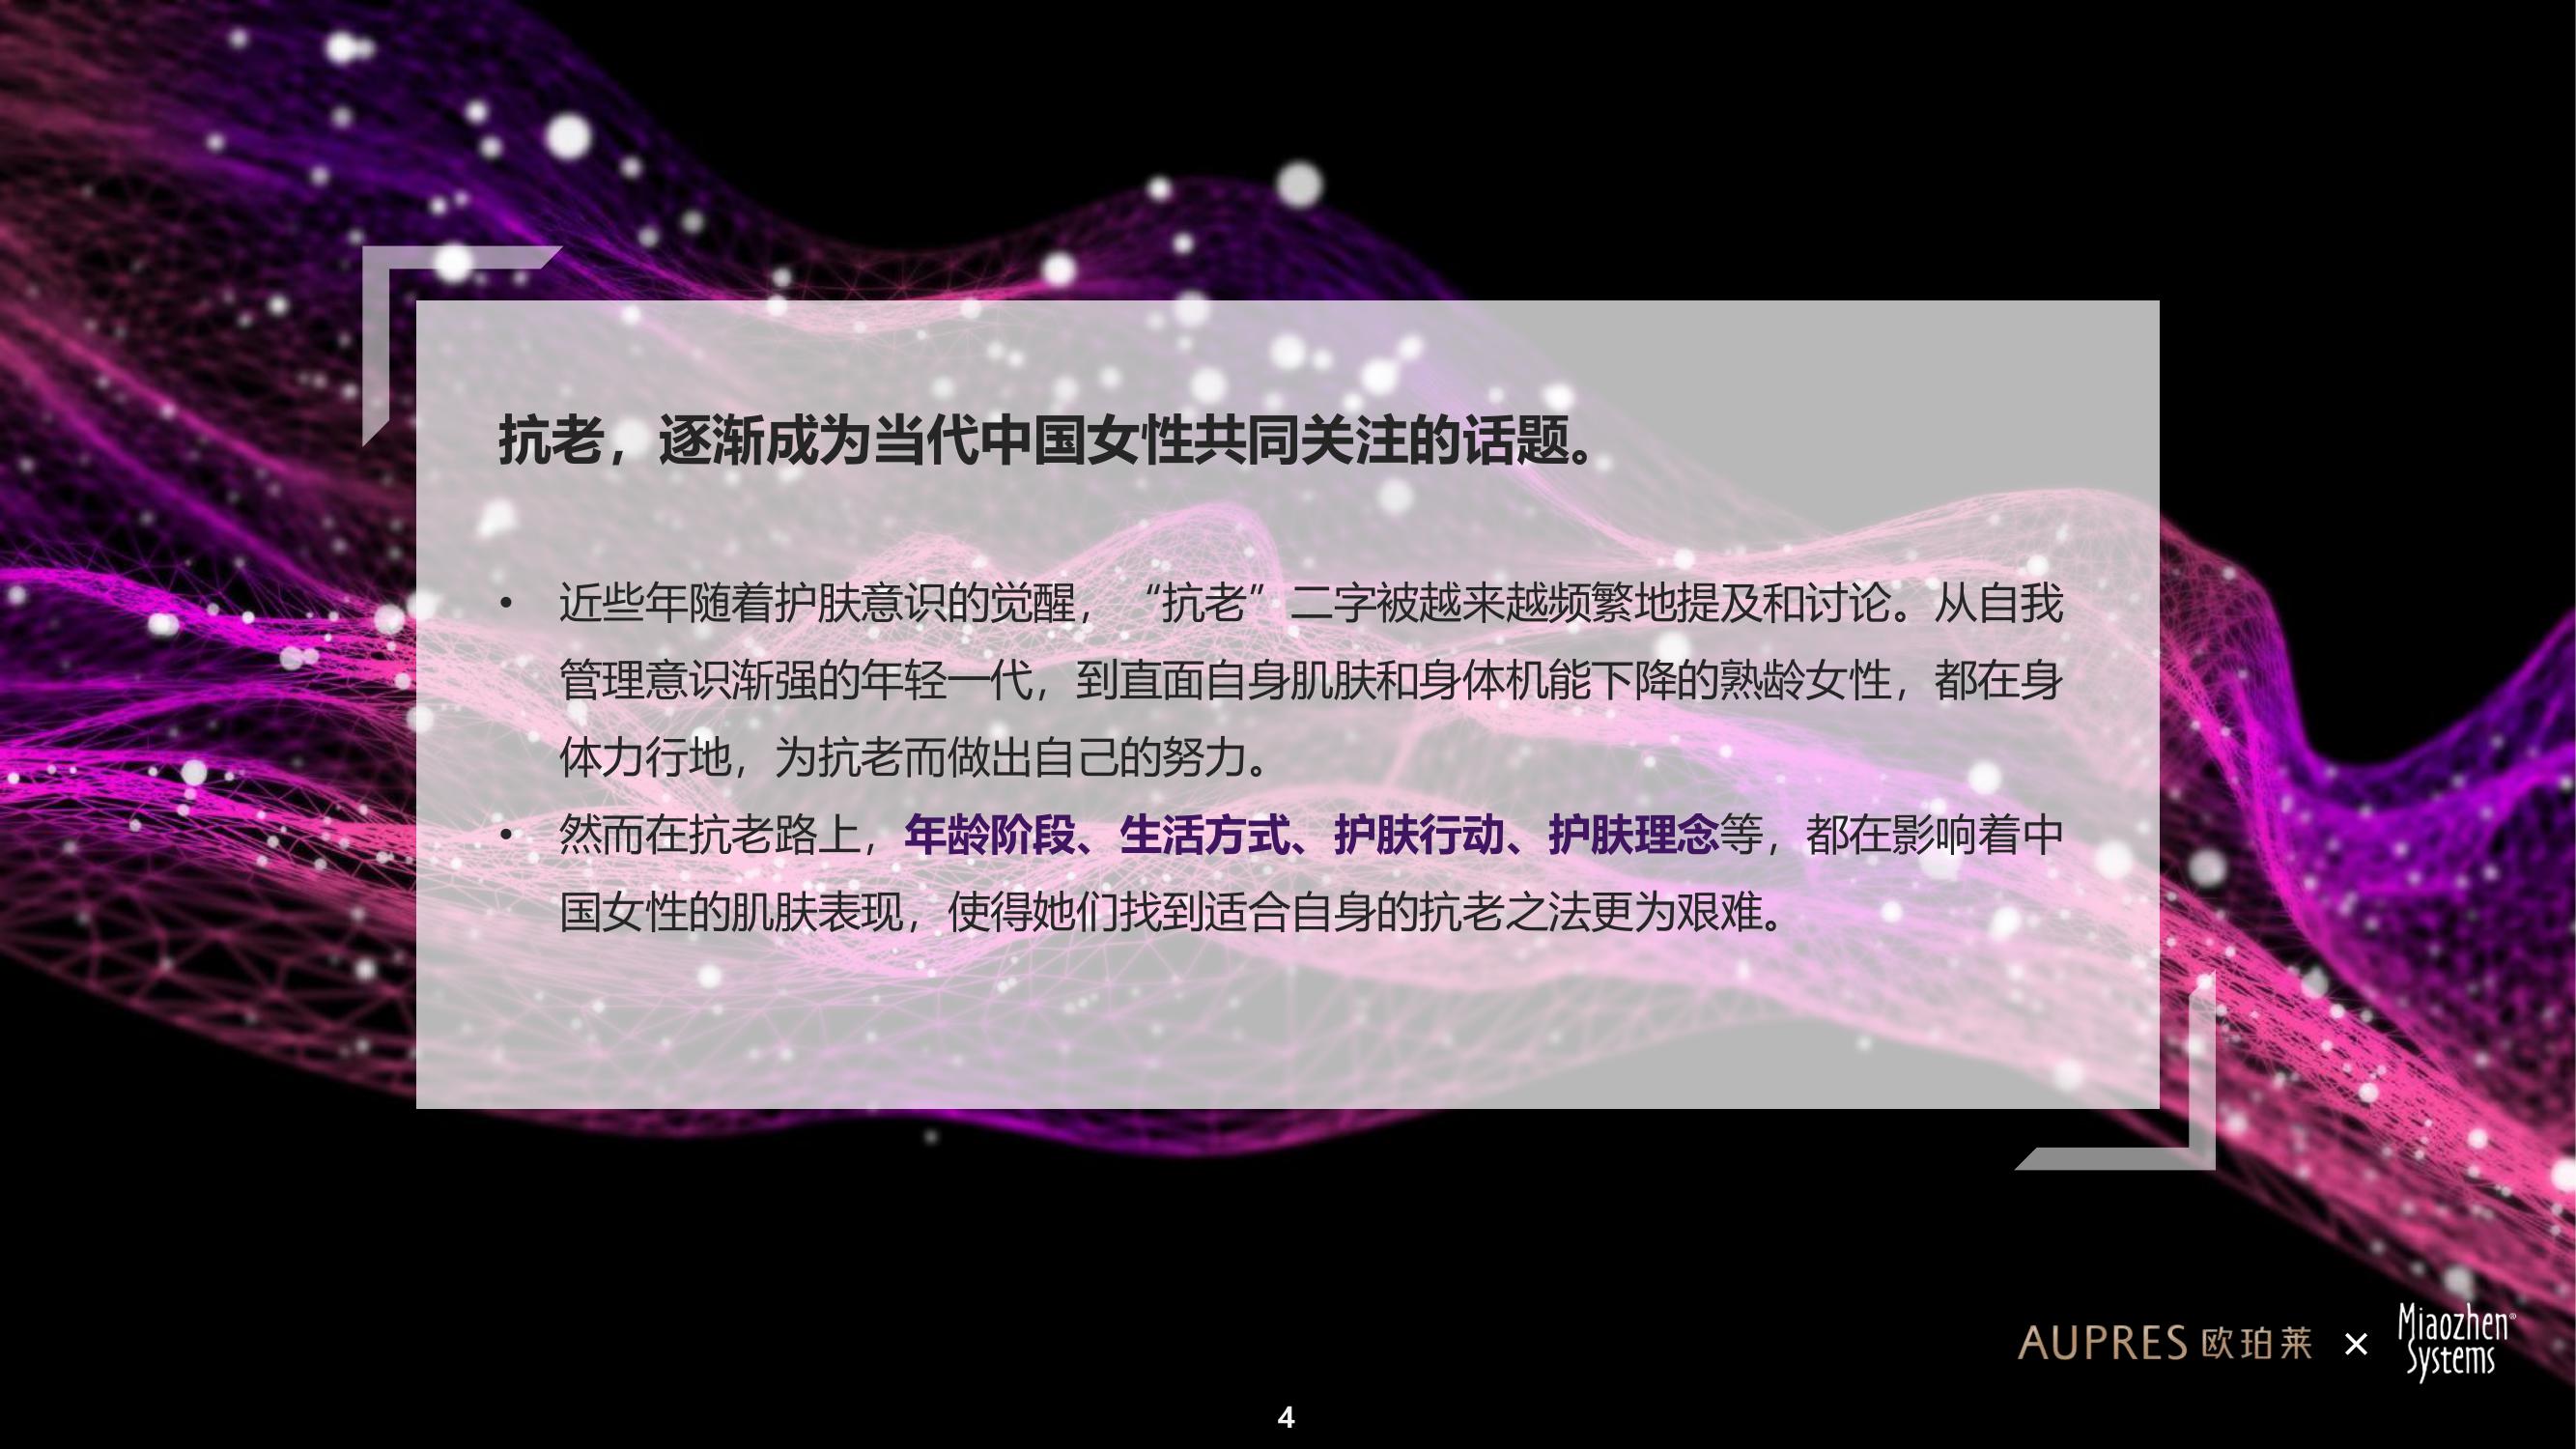 抗老，逐渐成为当代中国女性共同关注的话题。
• 近些年随着护肤意识的觉醒，“抗老”二字被越来越频繁地提及和讨论。从自我
管理意识渐强的年轻一代，到直面自身肌肤和身体机能下降的熟龄女性，都在身
体力行地，为抗老而做出自己的努力。
• 然而在抗老路上，年龄阶段、生活方式、护肤行动、护肤理念等，都在影响着中
国女性的肌肤表现，使得她们找到适合自身的抗老之法更为艰难。
AUPRES 欧珀莱 × Miaozhen®
Systems
4